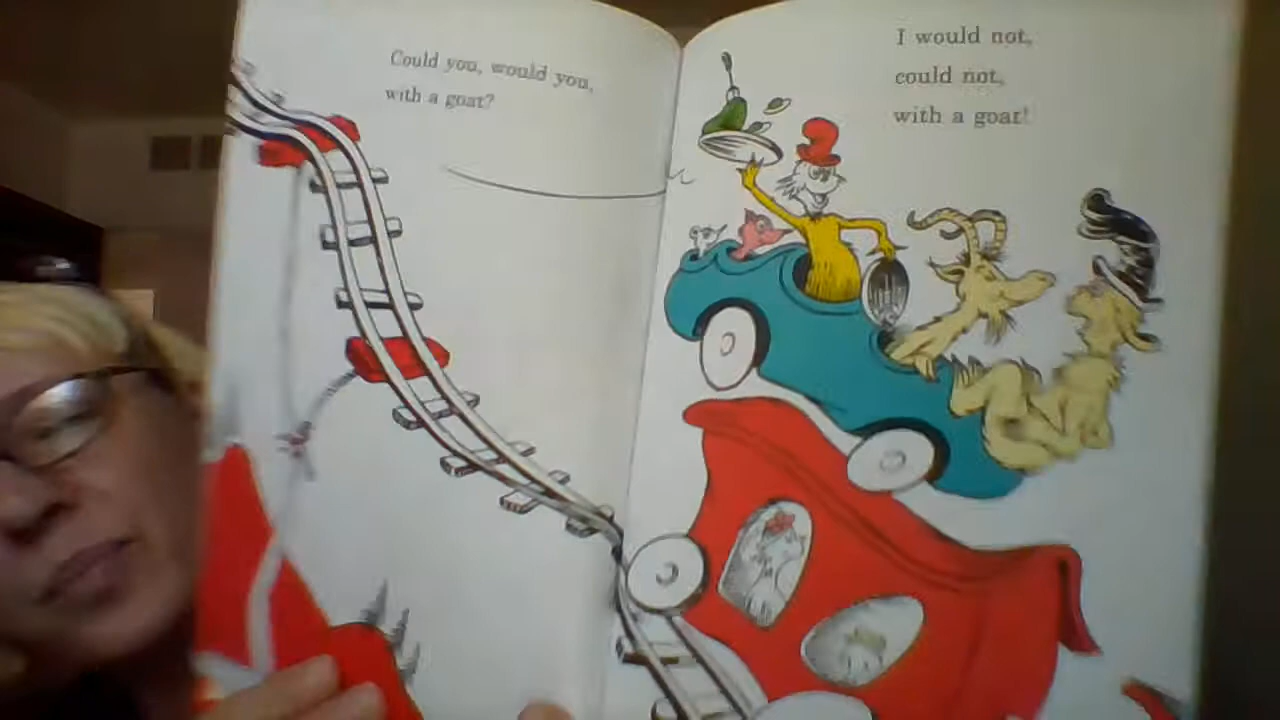 Could you, would you,
with a goat?
I would not,
could not,
with a goat!